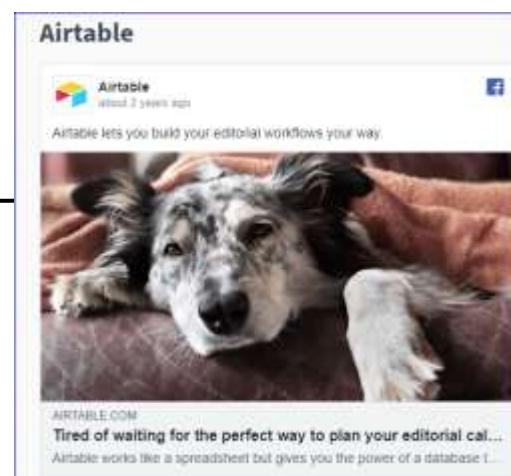 Airtable
Airtable
about 2 years ago
Airtable lets you build your editorial workflows your way.
AIRTABLE.COM
Tired of waiting for the perfect way to plan your editorial cal...
Airtable works like a spreadsheet but gives you the power of a database t...